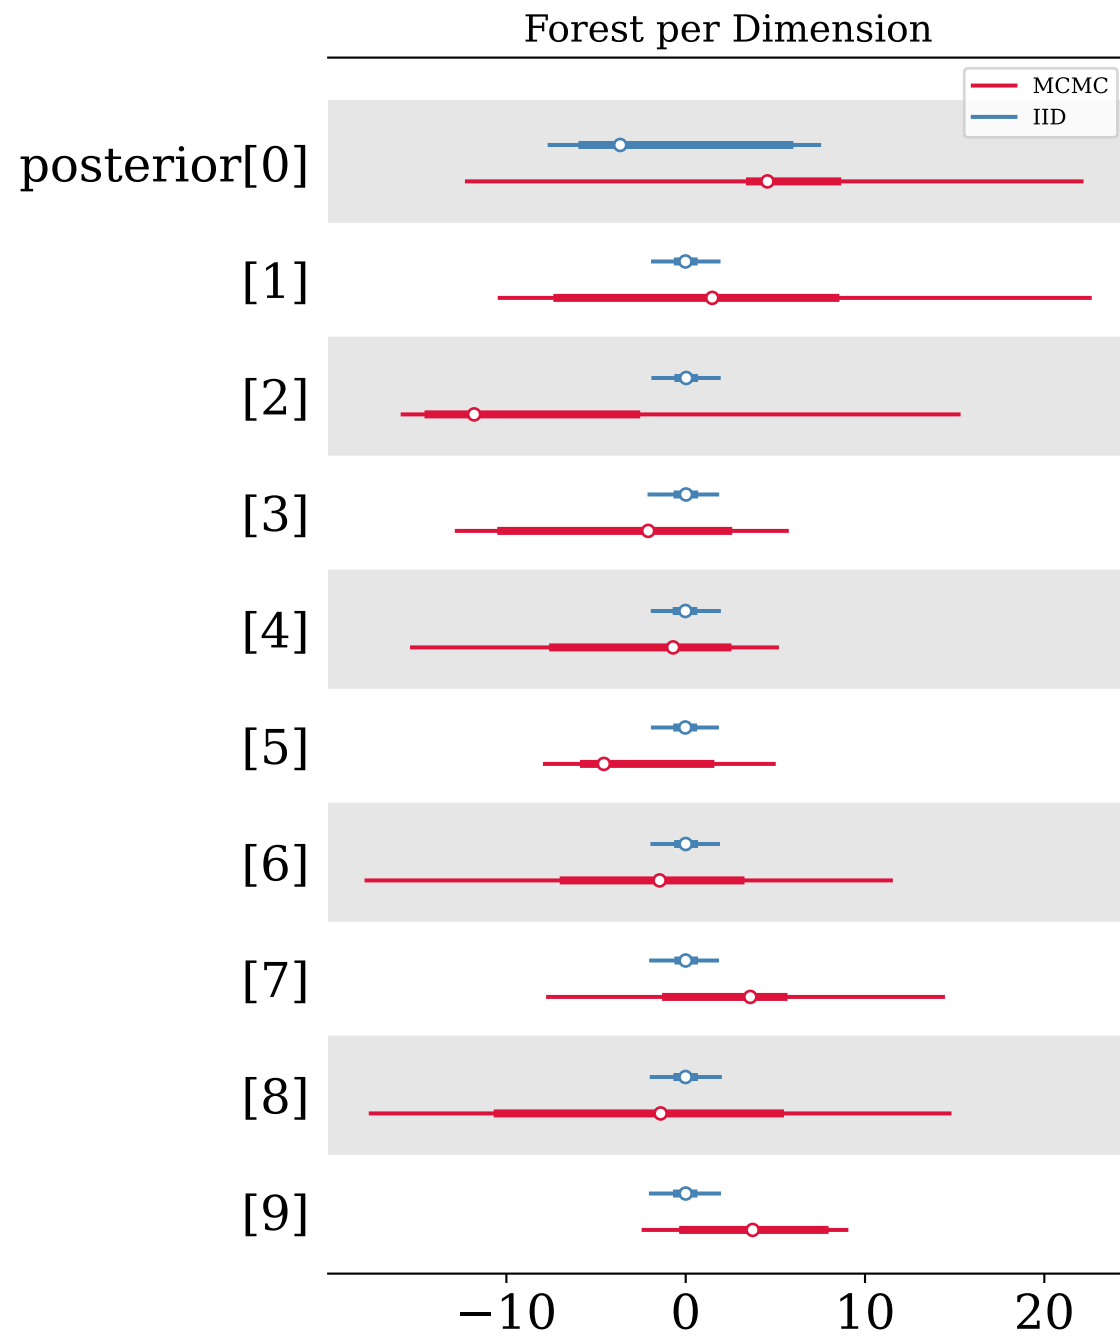 Forest per Dimension
MCMC
IID
posterior[0]
[1]
[2]
[3]
[4]
[5]
[6]
[7]
[8]
[9]
−10 0 10 20